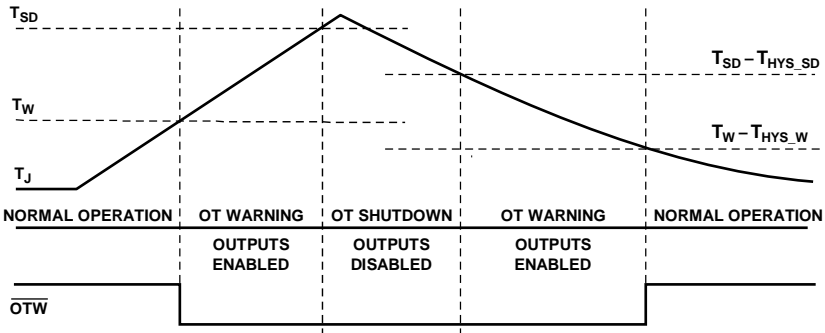 T_SD
T_SD – T_HYS_SD
T_W
T_W – T_HYS_W
T_J
NORMAL OPERATION OT WARNING OT SHUTDOWN OT WARNING NORMAL OPERATION
OUTPUTS ENABLED OUTPUTS DISABLED OUTPUTS ENABLED
OTW